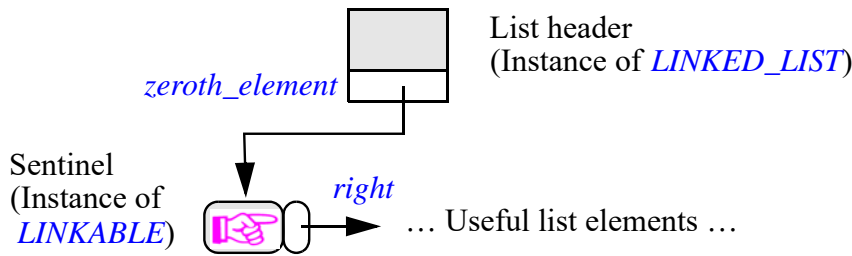 List header
(Instance of LINKED_LIST)
zeroth_element
Sentinel
(Instance of
LINKABLE)
right
… Useful list elements …